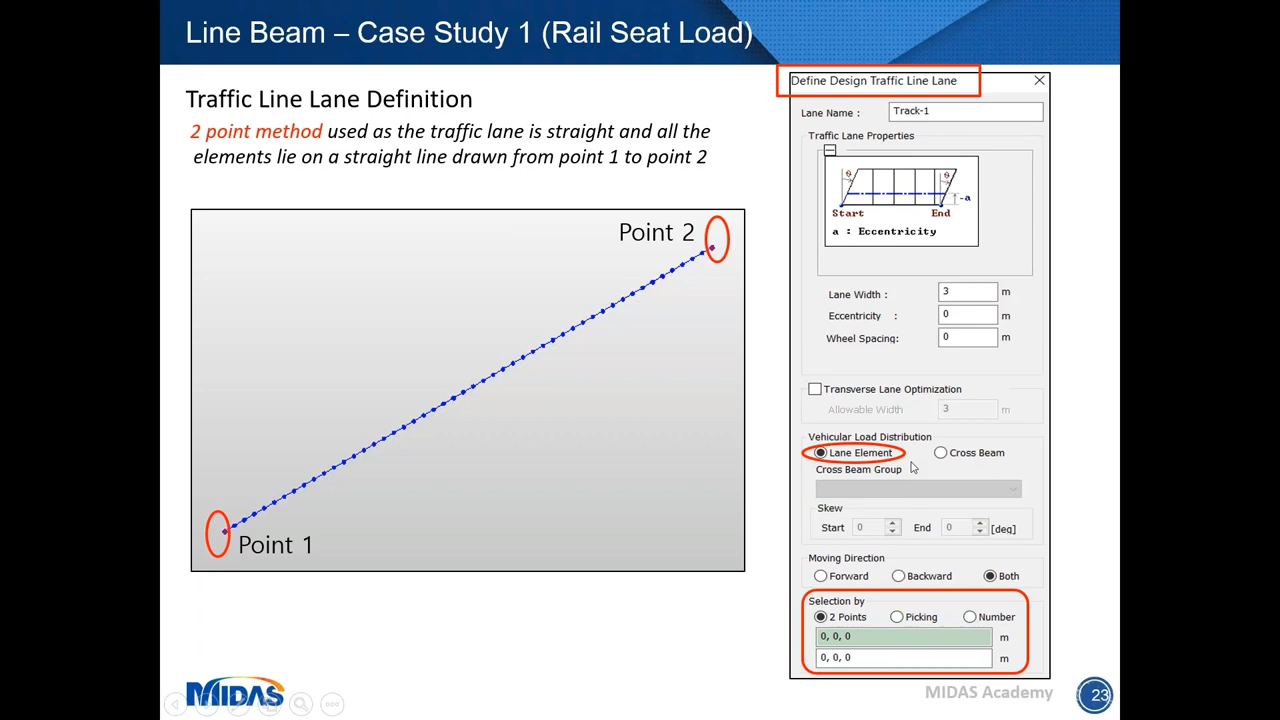 Line Beam – Case Study 1 (Rail Seat Load)
Traffic Line Lane Definition
2 point method used as the traffic lane is straight and all the
elements lie on a straight line drawn from point 1 to point 2
Point 2
Point 1
Define Design Traffic Line Lane
Lane Name : Track-1
Traffic Lane Properties
θ θ
-a
Start End
a : Eccentricity
Lane Width : 3 m
Eccentricity : 0 m
Wheel Spacing: 0 m
Transverse Lane Optimization
Allowable Width 3 m
Vehicular Load Distribution
Lane Element Cross Beam
Cross Beam Group
Skew
Start 0 End 0 [deg]
Moving Direction
Forward Backward Both
Selection by
2 Points Picking Number
0, 0, 0 m
0, 0, 0 m
MIDAS
MIDAS Academy
23